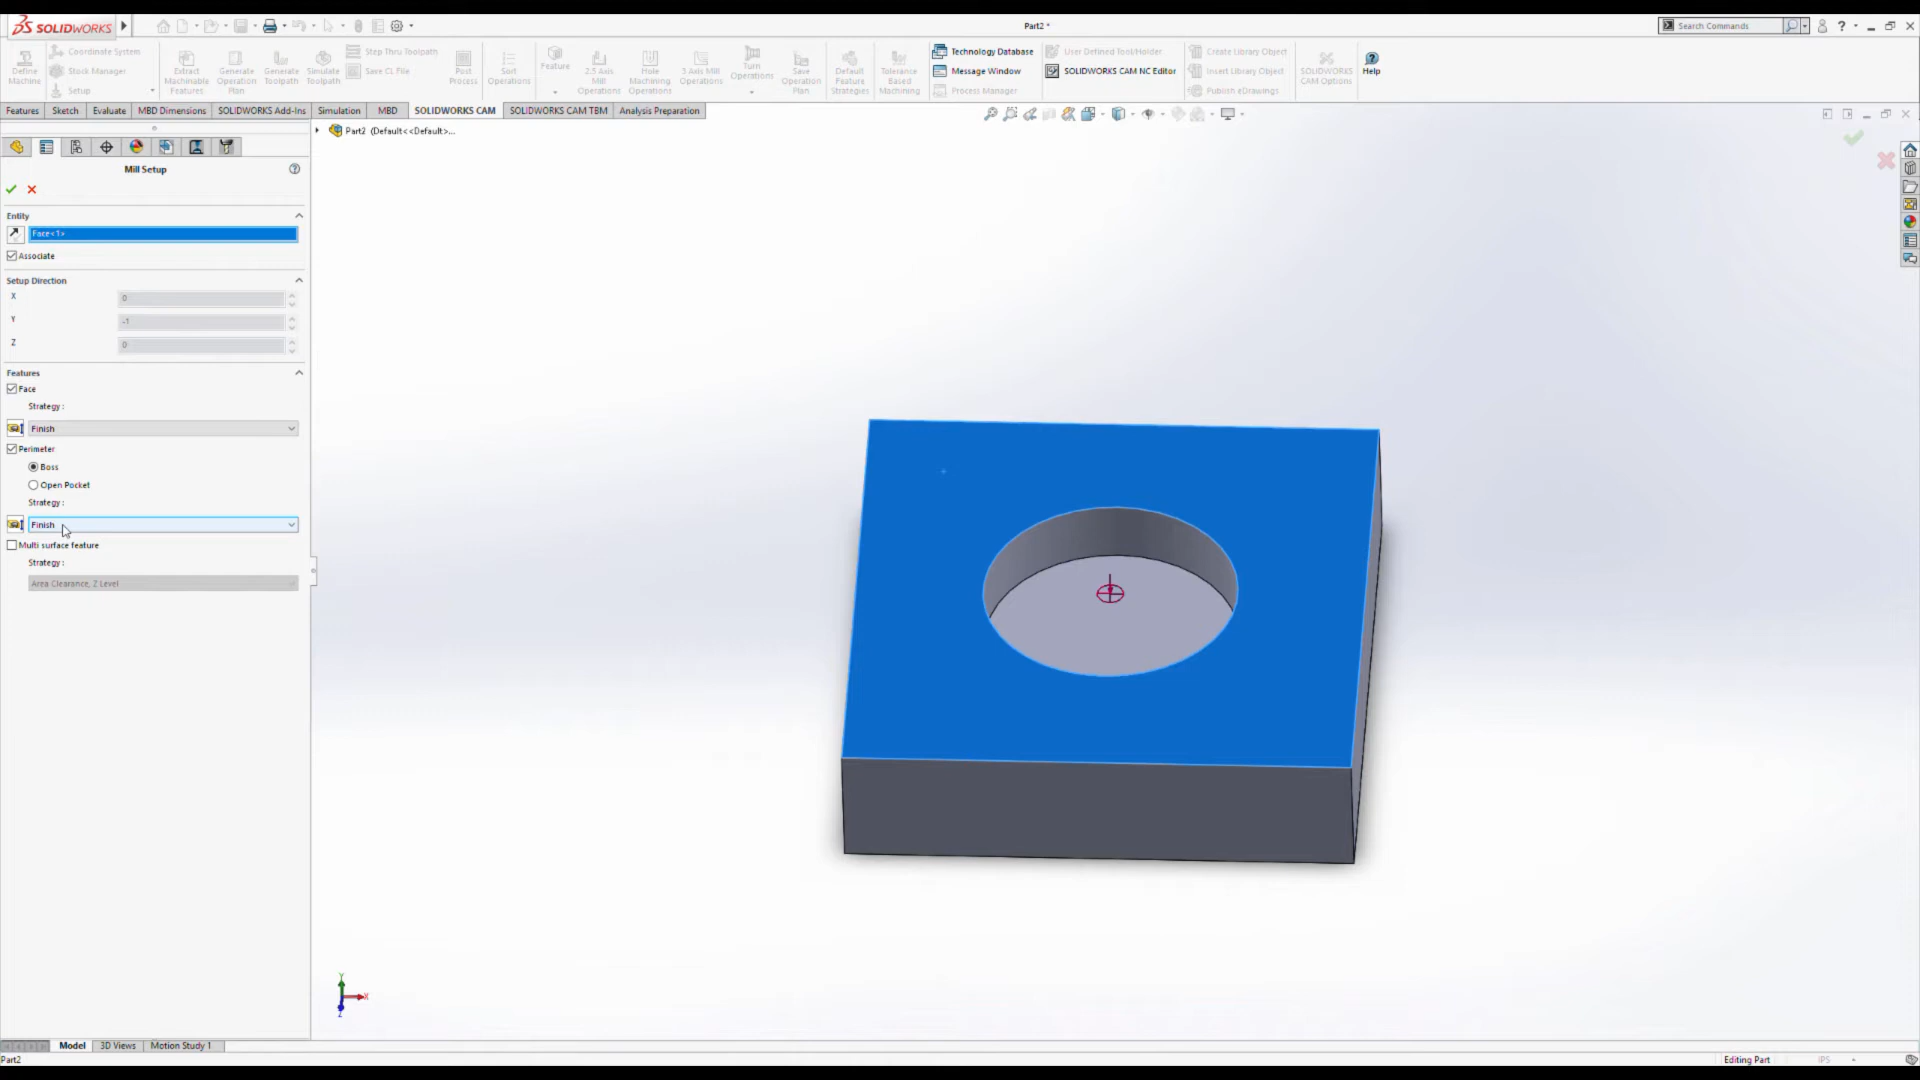 SOLIDWORKS
Part2 *
Search Commands
Define Machine
Coordinate System
Stock Manager
Setup
Extract Machinable Features
Generate Operation Plan
Generate Toolpath
Simulate Toolpath
Step Thru Toolpath
Save CL File
Post Process
Sort Operations
Feature
2.5 Axis Mill Operations
Hole Machining Operations
3 Axis Mill Operations
Turn Operations
Save Operation Plan
Default Feature Strategies
Tolerance Based Machining
Technology Database
Message Window
Process Manager
User Defined Tool/Holder
SOLIDWORKS CAM NC Editor
Create Library Object
Insert Library Object
Publish eDrawings
SOLIDWORKS CAM Options
Help
Features
Sketch
Evaluate
MBD Dimensions
SOLIDWORKS Add-Ins
Simulation
MBD
SOLIDWORKS CAM
SOLIDWORKS CAM TBM
Analysis Preparation
Part2 (Default<<Default>...
Mill Setup
Entity
Face<1>
Associate
Setup Direction
X
0
Y
-1
Z
0
Features
Face
Strategy :
Finish
Perimeter
Boss
Open Pocket
Strategy :
Finish
Multi surface feature
Strategy :
Area Clearance, Z Level
Y
X
Z
Model
3D Views
Motion Study 1
Part2
Editing Part
IPS